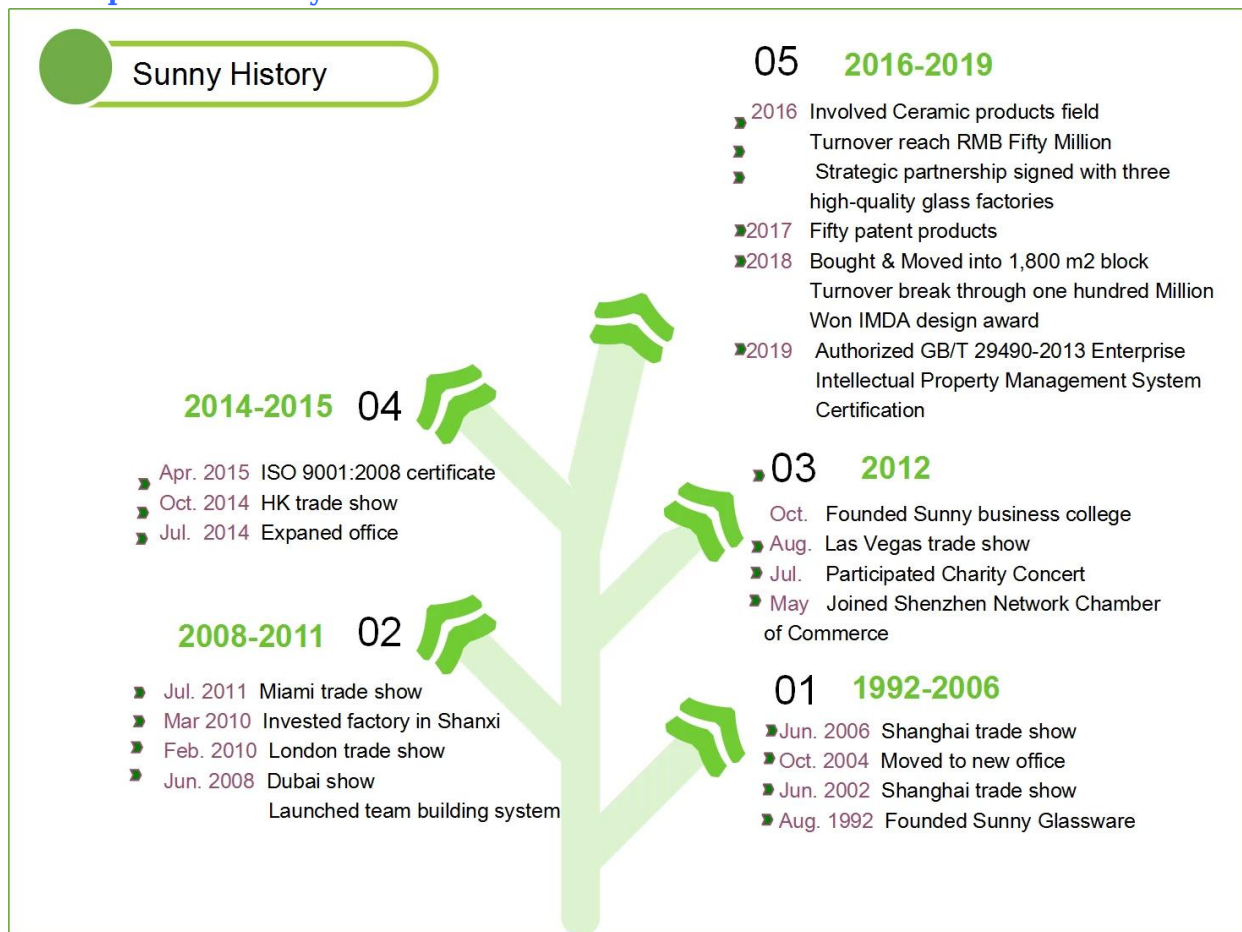 Sunny History
05 2016-2019
2016 Involved Ceramic products field
Turnover reach RMB Fifty Million
Strategic partnership signed with three
high-quality glass factories
2017 Fifty patent products
2018 Bought & Moved into 1,800 m2 block
Turnover break through one hundred Million
Won IMDA design award
2019 Authorized GB/T 29490-2013 Enterprise
Intellectual Property Management System
Certification
2014-2015 04
Apr. 2015 ISO 9001:2008 certificate
Oct. 2014 HK trade show
Jul. 2014 Expaned office
03 2012
Oct. Founded Sunny business college
Aug. Las Vegas trade show
Jul. Participated Charity Concert
May Joined Shenzhen Network Chamber
of Commerce
2008-2011 02
Jul. 2011 Miami trade show
Mar 2010 Invested factory in Shanxi
Feb. 2010 London trade show
Jun. 2008 Dubai show
Launched team building system
01 1992-2006
Jun. 2006 Shanghai trade show
Oct. 2004 Moved to new office
Jun. 2002 Shanghai trade show
Aug. 1992 Founded Sunny Glassware